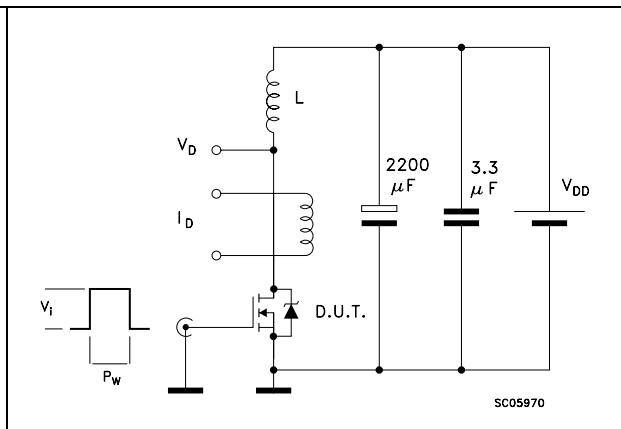 L
V_D
2200
μF
3.3
μF
V_DD
I_D
V_i
D.U.T.
P_W
SC05970